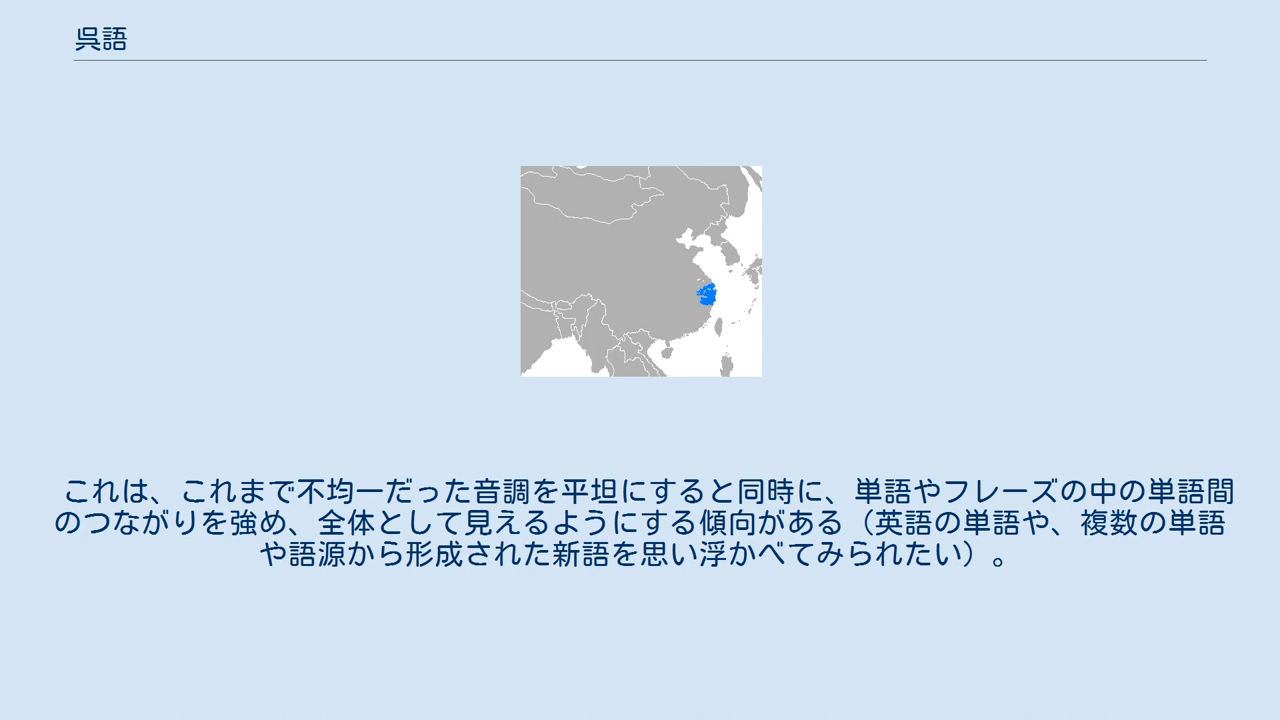 呉語
これは、これまで不均一だった音調を平坦にすると同時に、単語やフレーズの中の単語間
のつながりを強め、全体として見えるようにする傾向がある（英語の単語や、複数の単語
や語源から形成された新語を思い浮かべてみられたい）。